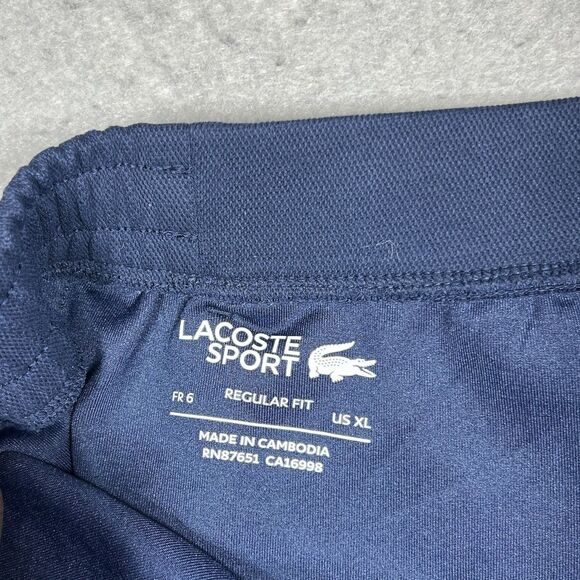 LACOSTE
SPORT
FR 6 REGULAR FIT US XL
MADE IN CAMBODIA
RN87651 CA16998